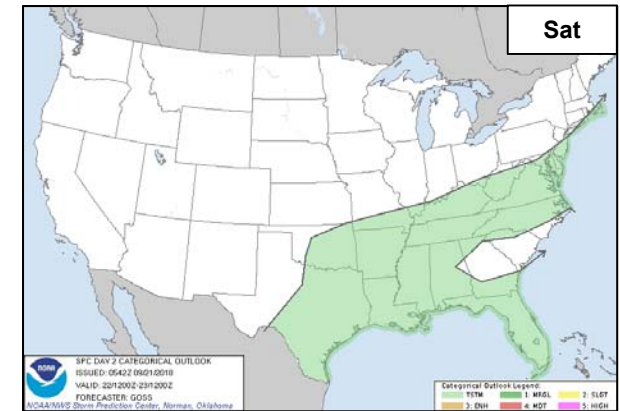 Sat
NOAA
SPC DAY 2 CATEGORICAL OUTLOOK
ISSUED: 0542Z 09/21/2018
VALID: 22/1200Z-23/1200Z
FORECASTER: GOSS
NOAA/NWS Storm Prediction Center, Norman, Oklahoma
Categorical Outlook Legend:
TSTM 1: MRGL 2: SLGT
3: ENH 4: MDT 5: HIGH